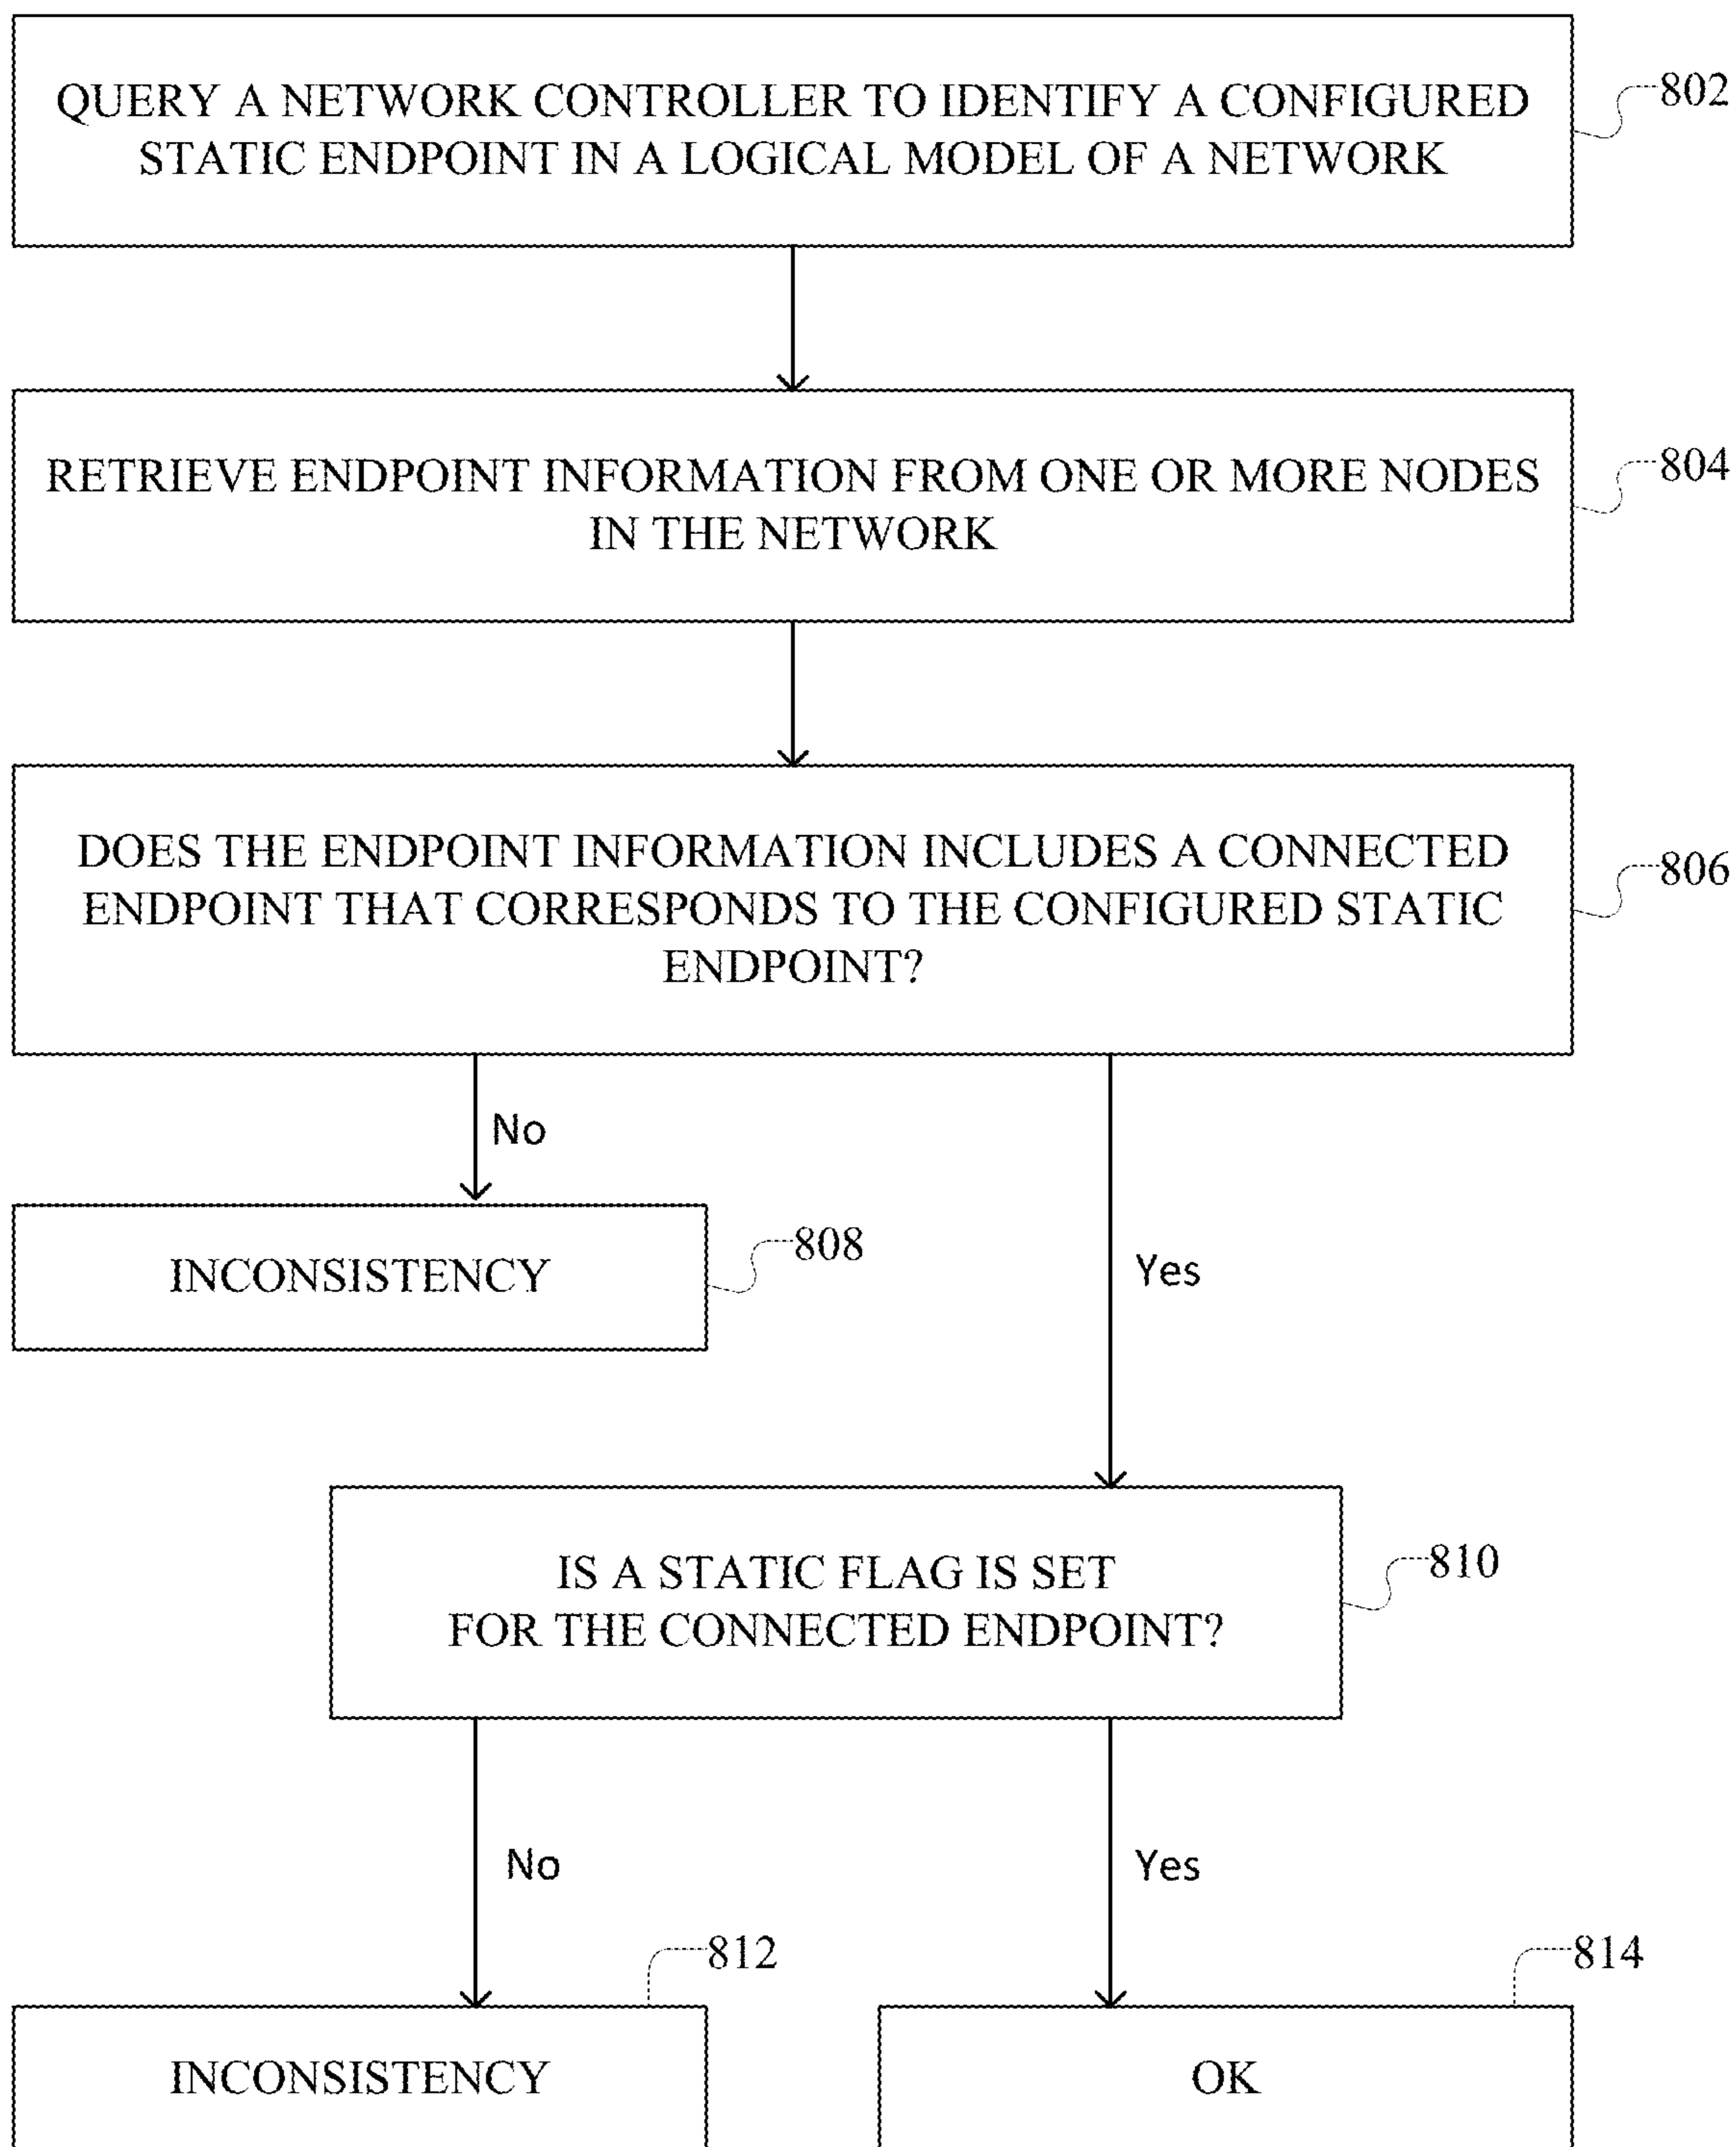 QUERY A NETWORK CONTROLLER TO IDENTIFY A CONFIGURED
STATIC ENDPOINT IN A LOGICAL MODEL OF A NETWORK
802
RETRIEVE ENDPOINT INFORMATION FROM ONE OR MORE NODES
IN THE NETWORK
804
DOES THE ENDPOINT INFORMATION INCLUDES A CONNECTED
ENDPOINT THAT CORRESPONDS TO THE CONFIGURED STATIC
ENDPOINT?
806
No
INCONSISTENCY
808
Yes
IS A STATIC FLAG IS SET
FOR THE CONNECTED ENDPOINT?
810
No
Yes
812
814
INCONSISTENCY
OK